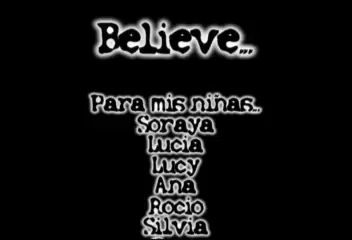 Believe...
Para mis niñas...
Soraya
Lucia
Lucy
Ana
Rocio
Silvia